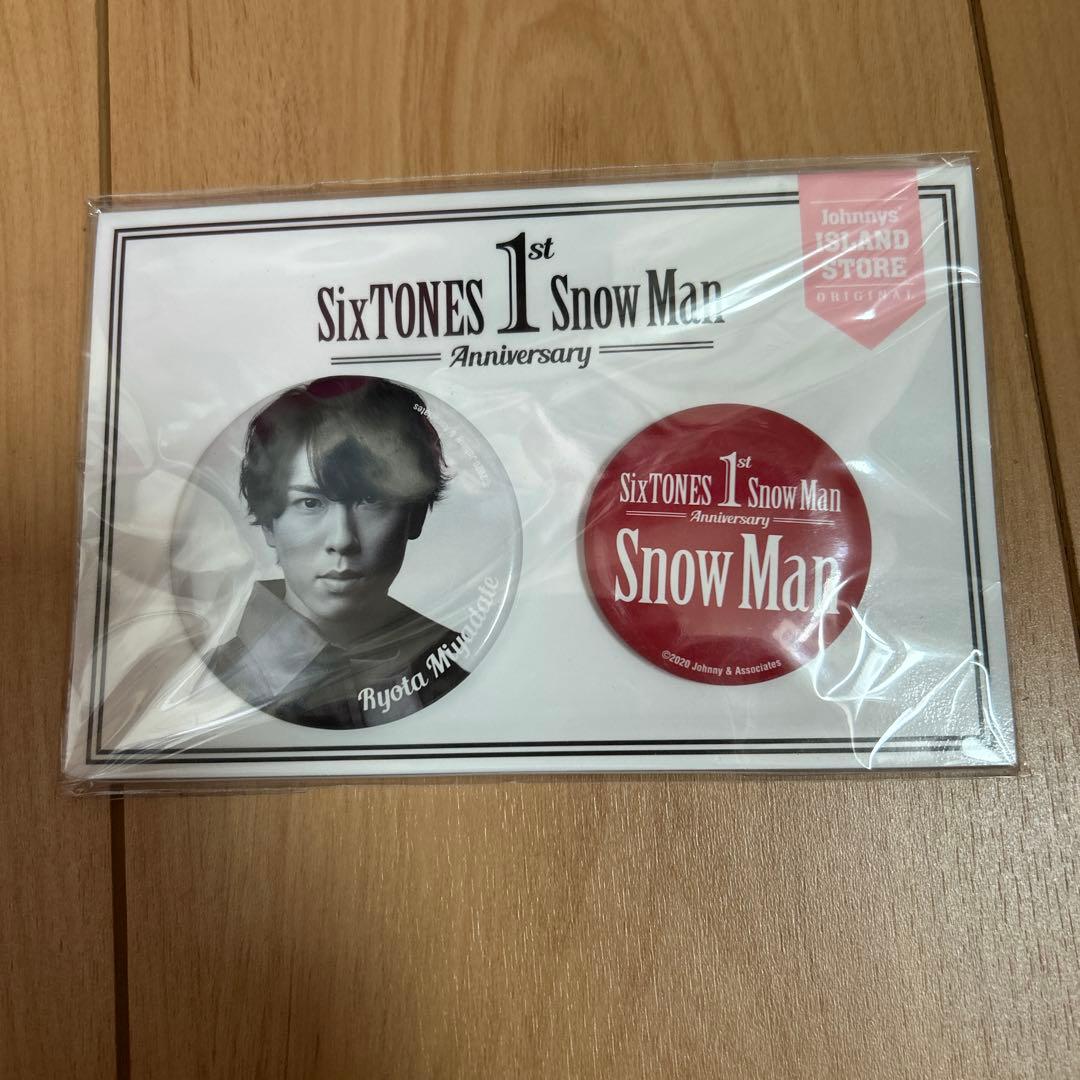 Johnnys'
ISLAND
STORE
ORIGINAL
SixTONES 1st Snow Man
Anniversary
Ryota Miyadate
SixTONES 1st Snow Man
Anniversary
Snow Man
©2020 Johnny & Associates